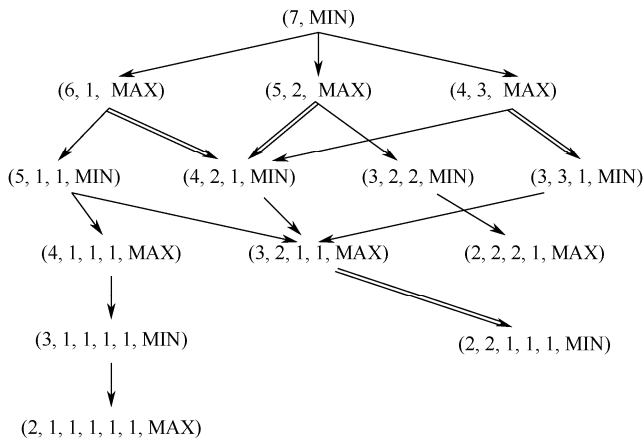 (7, MIN)
(6, 1, MAX) (5, 2, MAX) (4, 3, MAX)
(5, 1, 1, MIN) (4, 2, 1, MIN) (3, 2, 2, MIN) (3, 3, 1, MIN)
(4, 1, 1, 1, MAX) (3, 2, 1, 1, MAX) (2, 2, 2, 1, MAX)
(3, 1, 1, 1, 1, MIN) (2, 2, 1, 1, 1, MIN)
(2, 1, 1, 1, 1, 1, MAX)